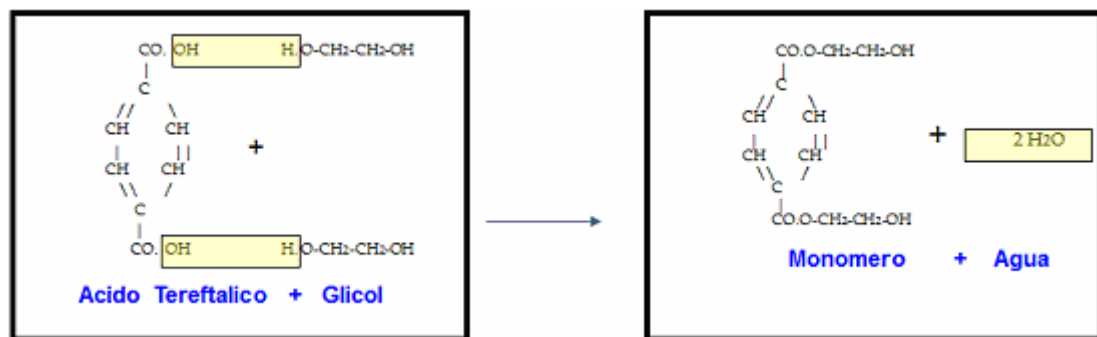 CO. OH H. O-CH2-CH2-OH
|
C
// \
CH CH
| ||
CH CH
\\ /
C
|
CO. OH H. O-CH2-CH2-OH
+
Acido Tereftalico + Glicol
CO.O-CH2-CH2-OH
|
C
// \
CH CH
| ||
CH CH
\\ /
C
|
CO.O-CH2-CH2-OH
+ 2 H2O
Monomero + Agua